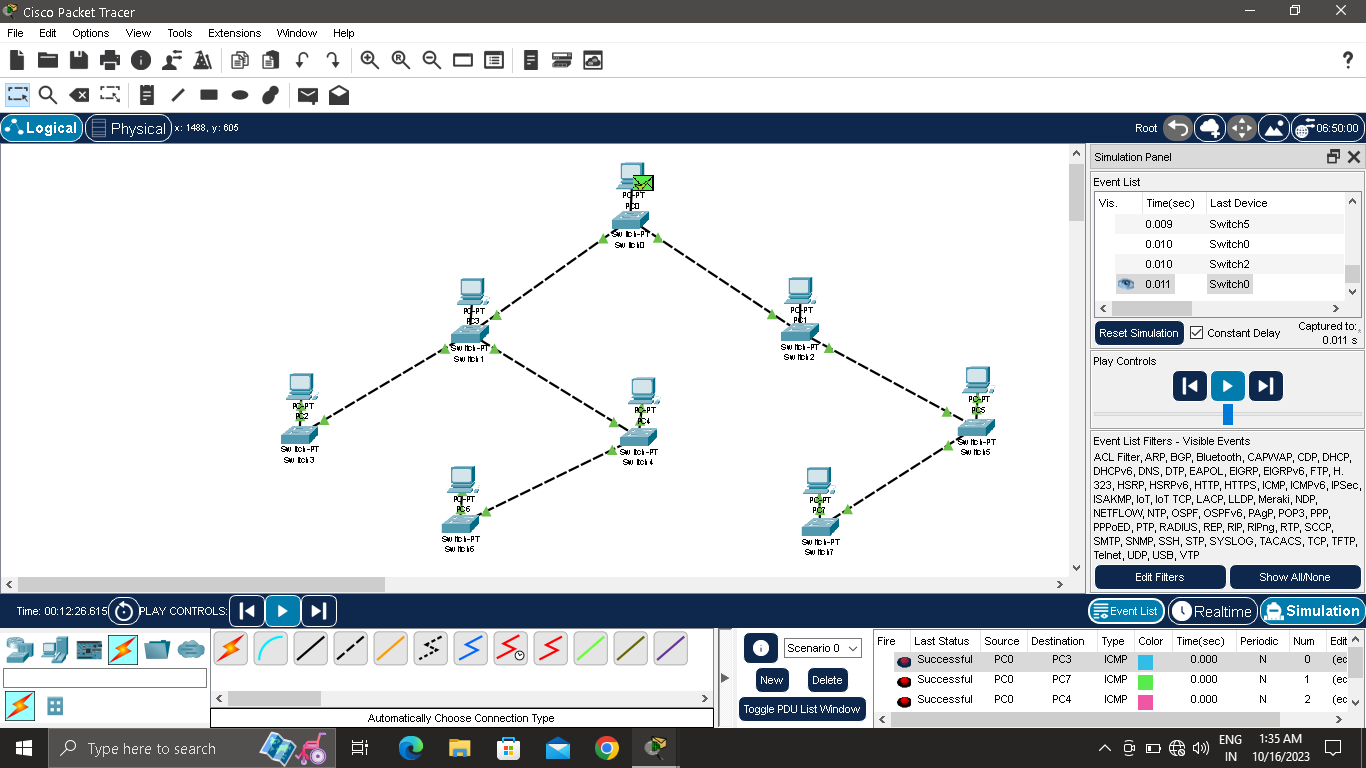 Cisco Packet Tracer
File Edit Options View Tools Extensions Window Help
?
Logical Physical x: 1488, y: 605 Root 06:50:00
PC-PT
PC0
Switch-PT
Switch0
PC-PT
PC3
Switch-PT
Switch1
PC-PT
PC1
Switch-PT
Switch2
PC-PT
PC2
Switch-PT
Switch3
PC-PT
PC4
Switch-PT
Switch4
PC-PT
PC5
Switch-PT
Switch5
PC-PT
PC6
Switch-PT
Switch6
PC-PT
PC7
Switch-PT
Switch7
Simulation Panel
Event List
Vis. Time(sec) Last Device
0.009 Switch5
0.010 Switch0
0.010 Switch2
0.011 Switch0
Reset Simulation Constant Delay Captured to:
0.011 s
Play Controls
Event List Filters - Visible Events
ACL Filter, ARP, BGP, Bluetooth, CAPWAP, CDP, DHCP,
DHCPv6, DNS, DTP, EAPOL, EIGRP, EIGRPv6, FTP, H.
323, HSRP, HSRPv6, HTTP, HTTPS, ICMP, ICMPv6, IPSec,
ISAKMP, IoT, IoT TCP, LACP, LLDP, Meraki, NDP,
NETFLOW, NTP, OSPF, OSPFv6, PAgP, POP3, PPP,
PPPoED, PTP, RADIUS, REP, RIP, RIPng, RTP, SCCP,
SMTP, SNMP, SSH, STP, SYSLOG, TACACS, TCP, TFTP,
Telnet, UDP, USB, VTP
Edit Filters Show All/None
Time: 00:12:26.615 PLAY CONTROLS: Event List Realtime Simulation
Automatically Choose Connection Type
Scenario 0
New Delete
Toggle PDU List Window
Fire Last Status Source Destination Type Color Time(sec) Periodic Num Edit
Successful PC0 PC3 ICMP 0.000 N 0 (ec
Successful PC0 PC7 ICMP 0.000 N 1 (ec
Successful PC0 PC4 ICMP 0.000 N 2 (ec
Type here to search
ENG
IN
1:35 AM
10/16/2023